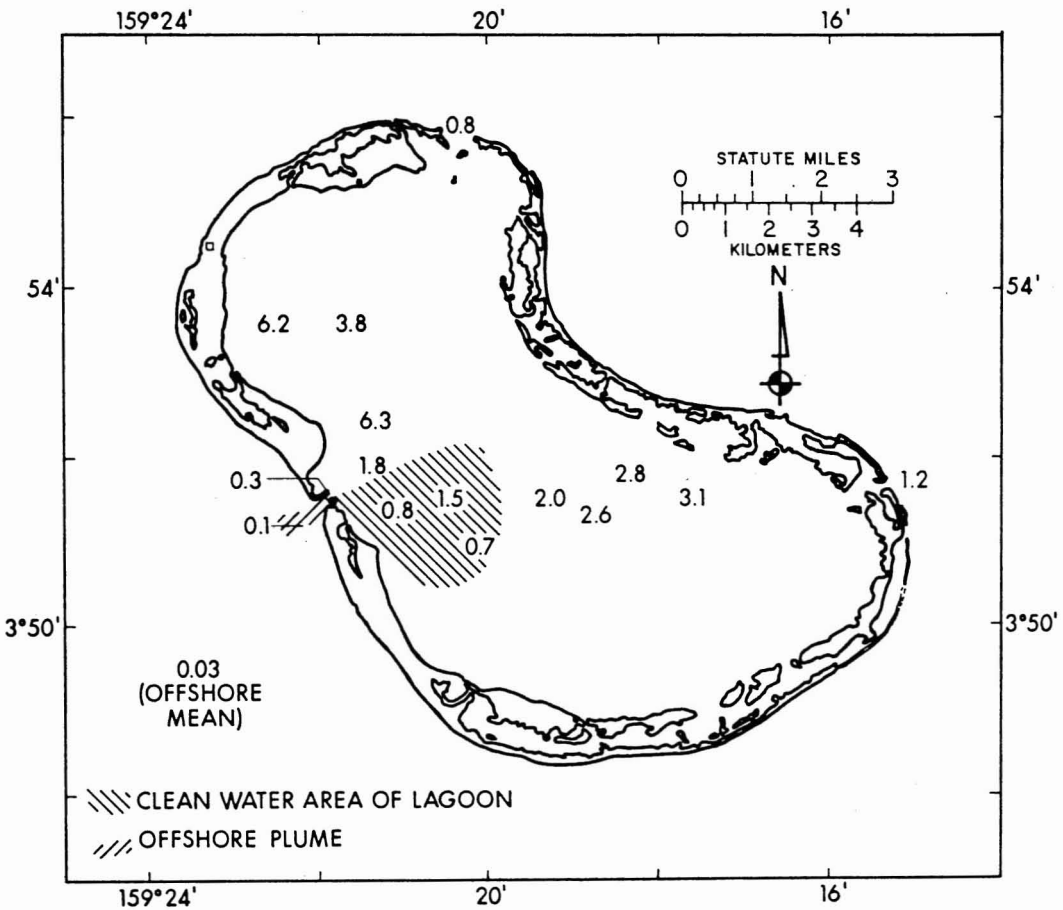 159°24' 20' 16'
0.8
STATUTE MILES
0 1 2 3
0 1 2 3 4
KILOMETERS
N
54' 54'
6.2 3.8
6.3
1.8
0.3
0.8 1.5 2.0 2.8 3.1 1.2
2.6
0.1
0.7
3°50' 3°50'
0.03
(OFFSHORE
MEAN)
CLEAN WATER AREA OF LAGOON
OFFSHORE PLUME
159°24' 20' 16'